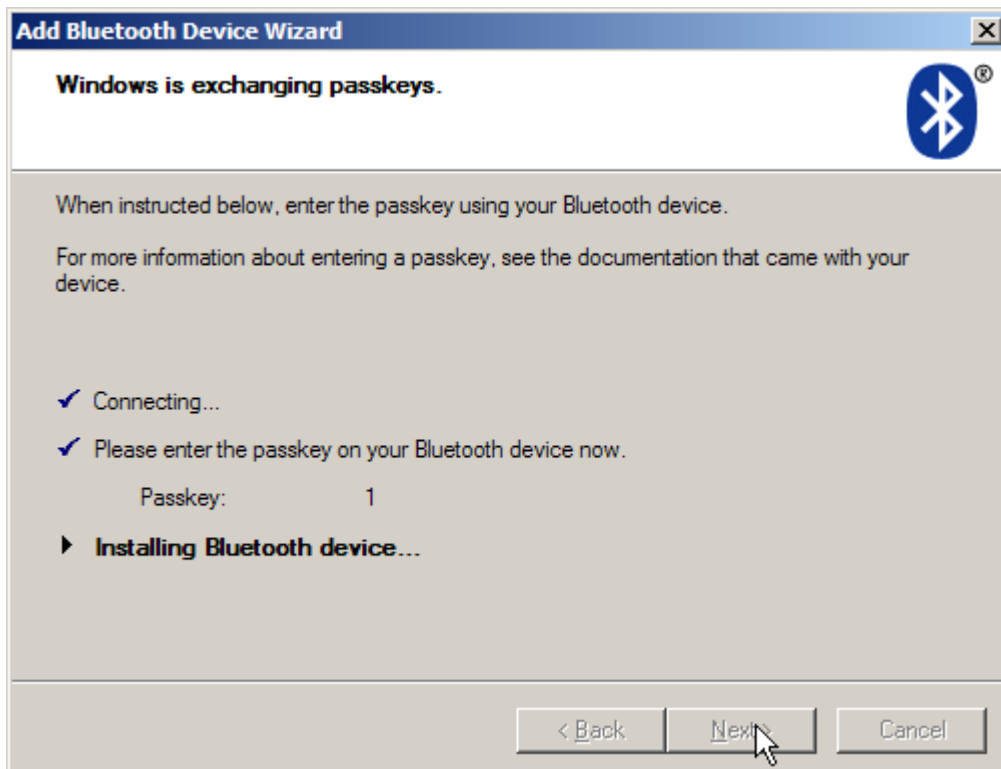 Add Bluetooth Device Wizard
Windows is exchanging passkeys.
®
When instructed below, enter the passkey using your Bluetooth device.
For more information about entering a passkey, see the documentation that came with your
device.
Connecting...
Please enter the passkey on your Bluetooth device now.
Passkey: 1
Installing Bluetooth device...
< Back Next > Cancel